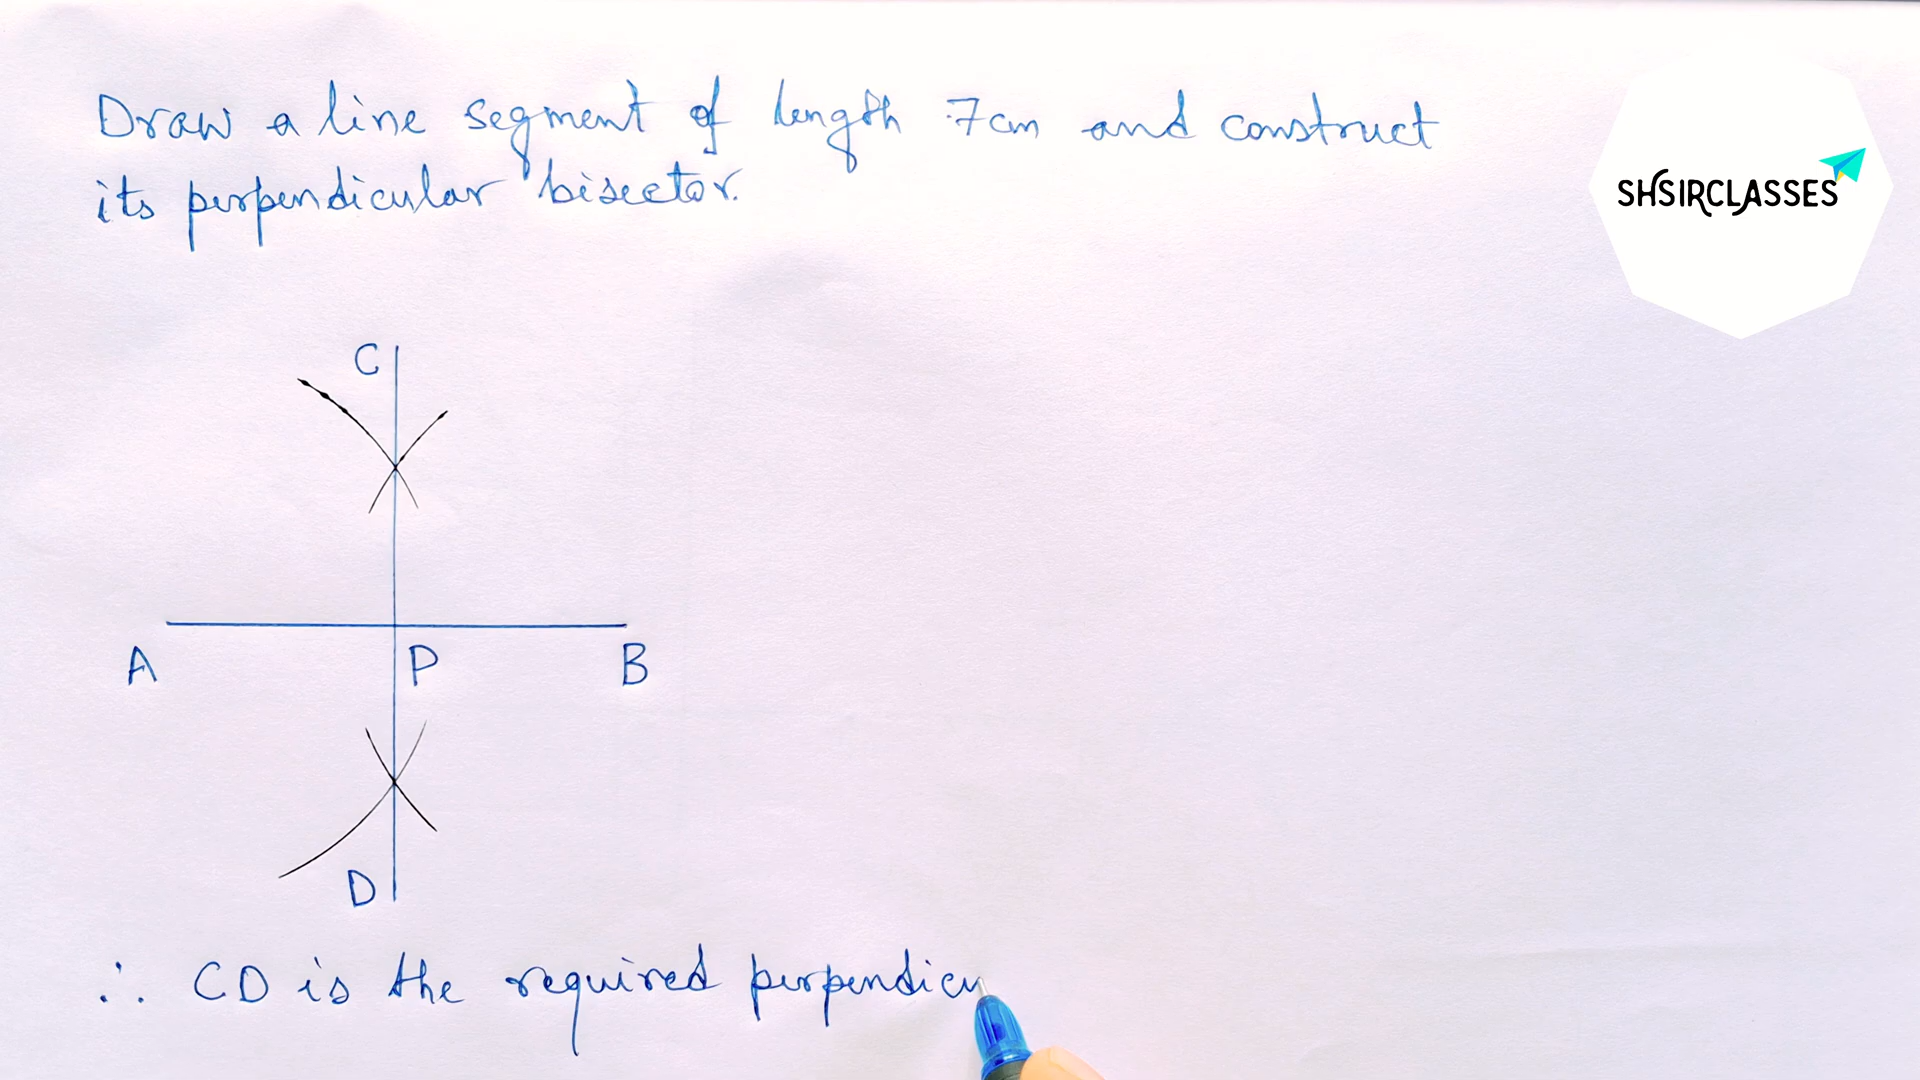 Draw a line segment of length 7cm and construct
its perpendicular bisector.
SHSIRCLASSES
C
A P B
D
∴ CD is the required perpendicu